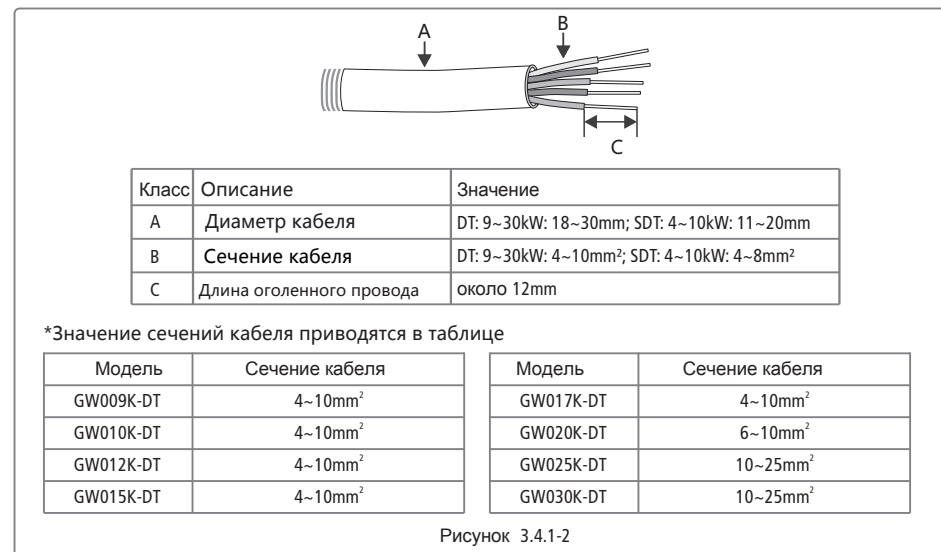 A
B
C
Класс Описание Значение
A Диаметр кабеля DT: 9~30kW: 18~30mm; SDT: 4~10kW: 11~20mm
B Сечение кабеля DT: 9~30kW: 4~10mm²; SDT: 4~10kW: 4~8mm²
C Длина оголенного провода около 12mm
*Значение сечений кабеля приводятся в таблице
Модель Сечение кабеля Модель Сечение кабеля
GW009K-DT 4~10mm² GW017K-DT 4~10mm²
GW010K-DT 4~10mm² GW020K-DT 6~10mm²
GW012K-DT 4~10mm² GW025K-DT 10~25mm²
GW015K-DT 4~10mm² GW030K-DT 10~25mm²
Рисунок 3.4.1-2